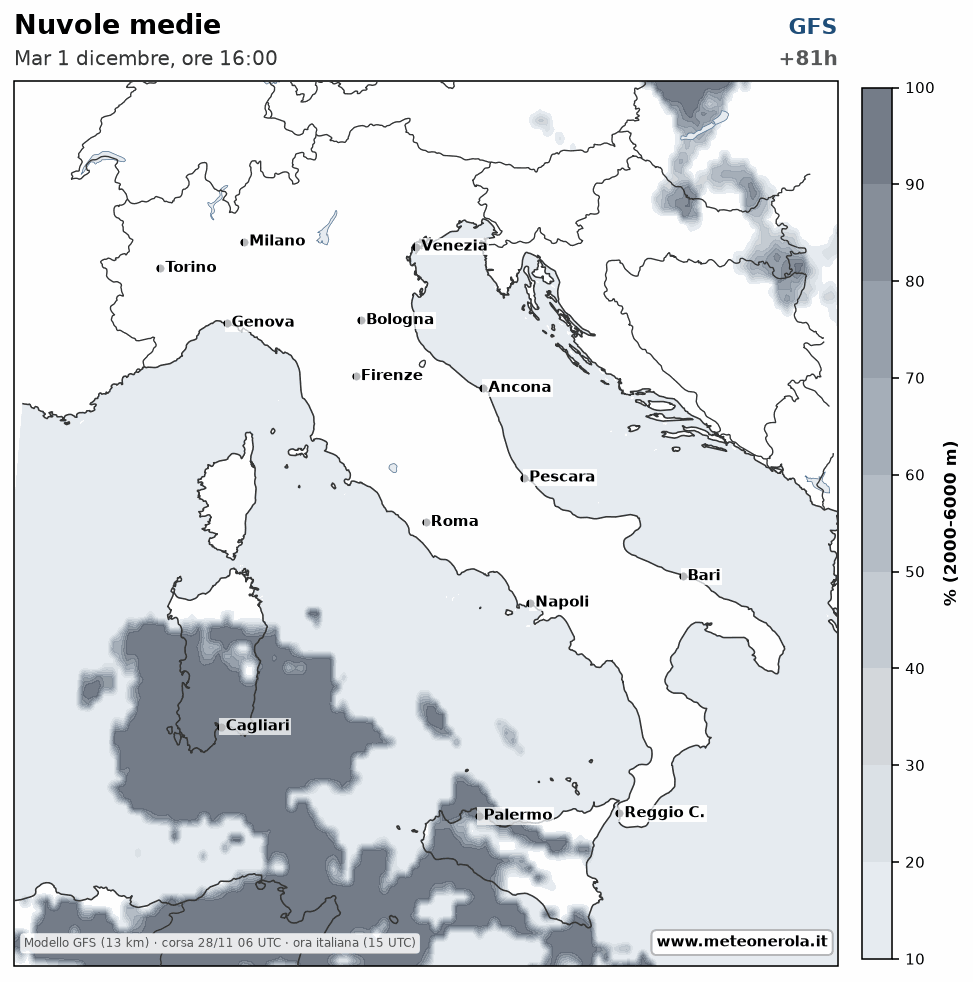 Nuvole medie
GFS
Mar 1 dicembre, ore 16:00
+81h
Milano
Venezia
Torino
Genova
Bologna
Firenze
Ancona
Pescara
Roma
Bari
Napoli
Cagliari
Palermo
Reggio C.
Modello GFS (13 km) · corsa 28/11 06 UTC · ora italiana (15 UTC)
www.meteonerola.it
100
90
80
70
60
50
40
30
20
10
% (2000-6000 m)